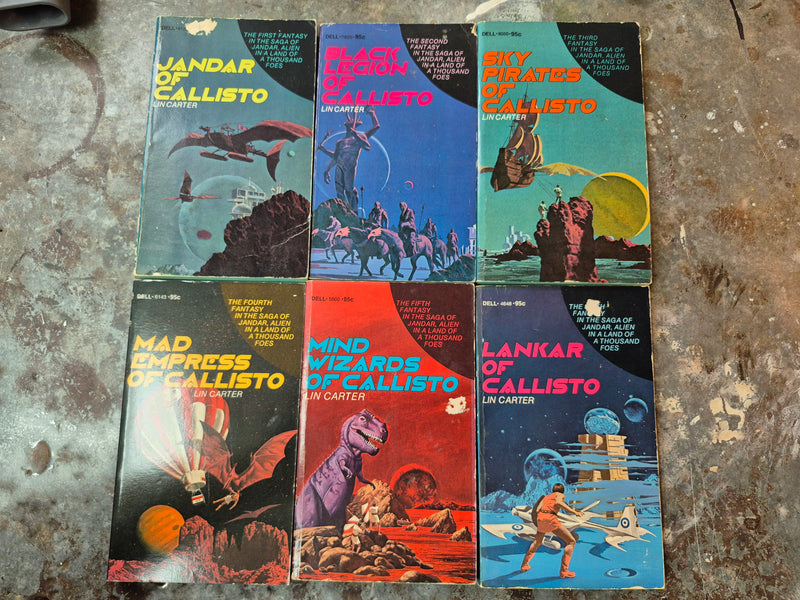 DELL
THE FIRST FANTASY
IN THE SAGA OF
JANDAR, ALIEN
IN A LAND OF
A THOUSAND
FOES
JANDAR
OF
CALLISTO
LIN CARTER
DELL 95c
THE SECOND
FANTASY
IN THE SAGA OF
JANDAR, ALIEN
IN A LAND OF
A THOUSAND
FOES
BLACK
LEGION
OF
CALLISTO
LIN CARTER
DELL 95c
THE THIRD
FANTASY
IN THE SAGA OF
JANDAR, ALIEN
IN A LAND OF
A THOUSAND
FOES
SKY
PIRATES
OF
CALLISTO
LIN CARTER
DELL • 6143 • 95c
THE FOURTH
FANTASY
IN THE SAGA OF
JANDAR, ALIEN
IN A LAND OF
A THOUSAND
FOES
MAD
EMPRESS
OF CALLISTO
LIN CARTER
DELL 95c
THE FIFTH
FANTASY
IN THE SAGA OF
JANDAR, ALIEN
IN A LAND OF
A THOUSAND
FOES
MIND
WIZARDS
OF CALLISTO
LIN CARTER
DELL • 4648 • 95c
THE
FANTASY
IN THE SAGA OF
JANDAR, ALIEN
IN A LAND OF
A THOUSAND
FOES
LANKAR
OF
CALLISTO
LIN CARTER